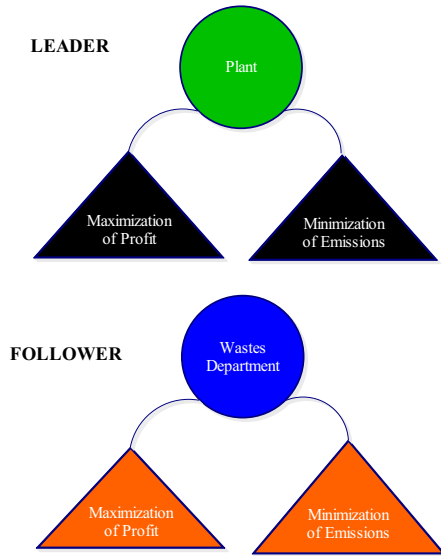 LEADER
Plant
Maximization
of Profit
Minimization
of Emissions
FOLLOWER
Wastes
Department
Maximization
of Profit
Minimization
of Emissions